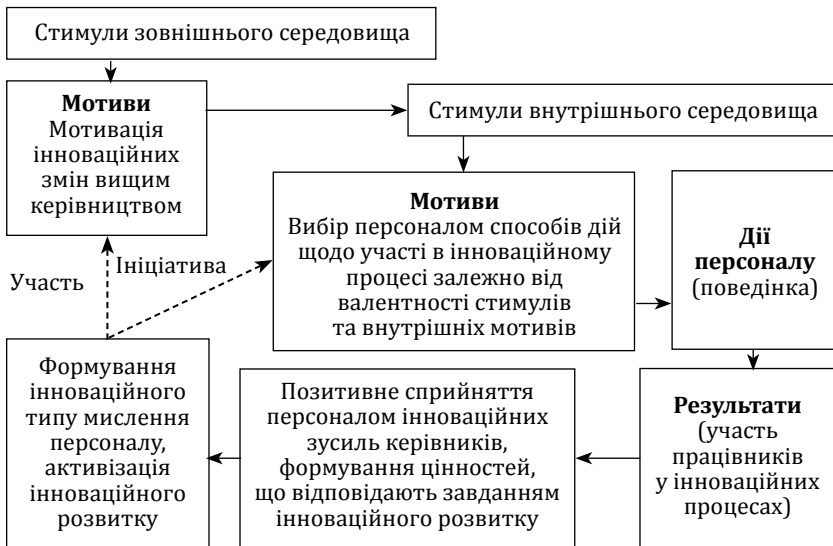 Стимули зовнішнього середовища
Мотиви
Мотивація
інноваційних
змін вищим
керівництвом
Стимули внутрішнього середовища
Мотиви
Вибір персоналом способів дій
щодо участі в інноваційному
процесі залежно від
валентності стимулів
та внутрішніх мотивів
Дії
персоналу
(поведінка)
Участь
Ініціатива
Формування
інноваційного
типу мислення
персоналу,
активізація
інноваційного
розвитку
Позитивне сприйняття
персоналом інноваційних
зусиль керівників,
формування цінностей,
що відповідають завданням
інноваційного розвитку
Результати
(участь
працівників
у інноваційних
процесах)